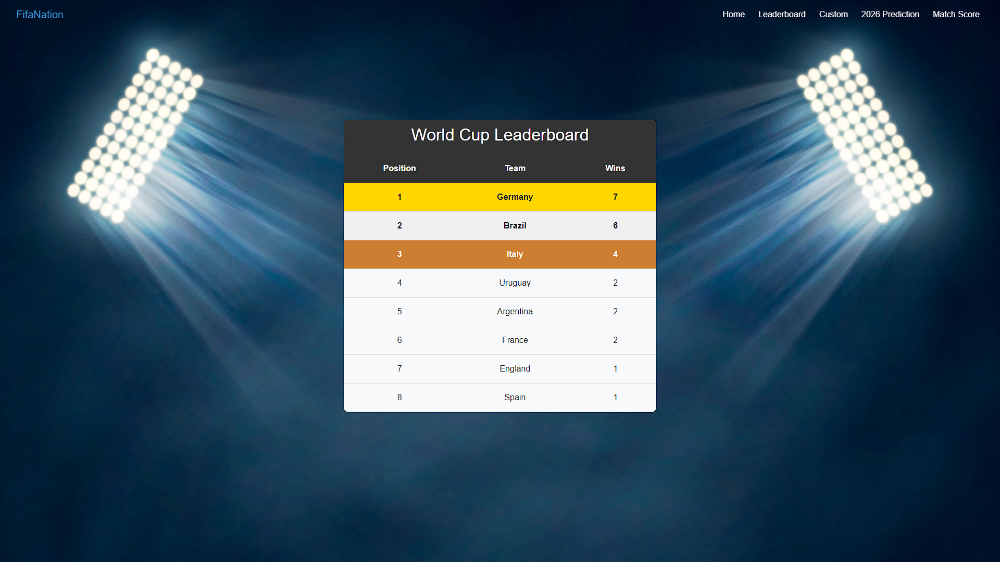 FifaNation Home Leaderboard Custom 2026 Prediction Match Score
World Cup Leaderboard
Position Team Wins
1 Germany 7
2 Brazil 6
3 Italy 4
4 Uruguay 2
5 Argentina 2
6 France 2
7 England 1
8 Spain 1